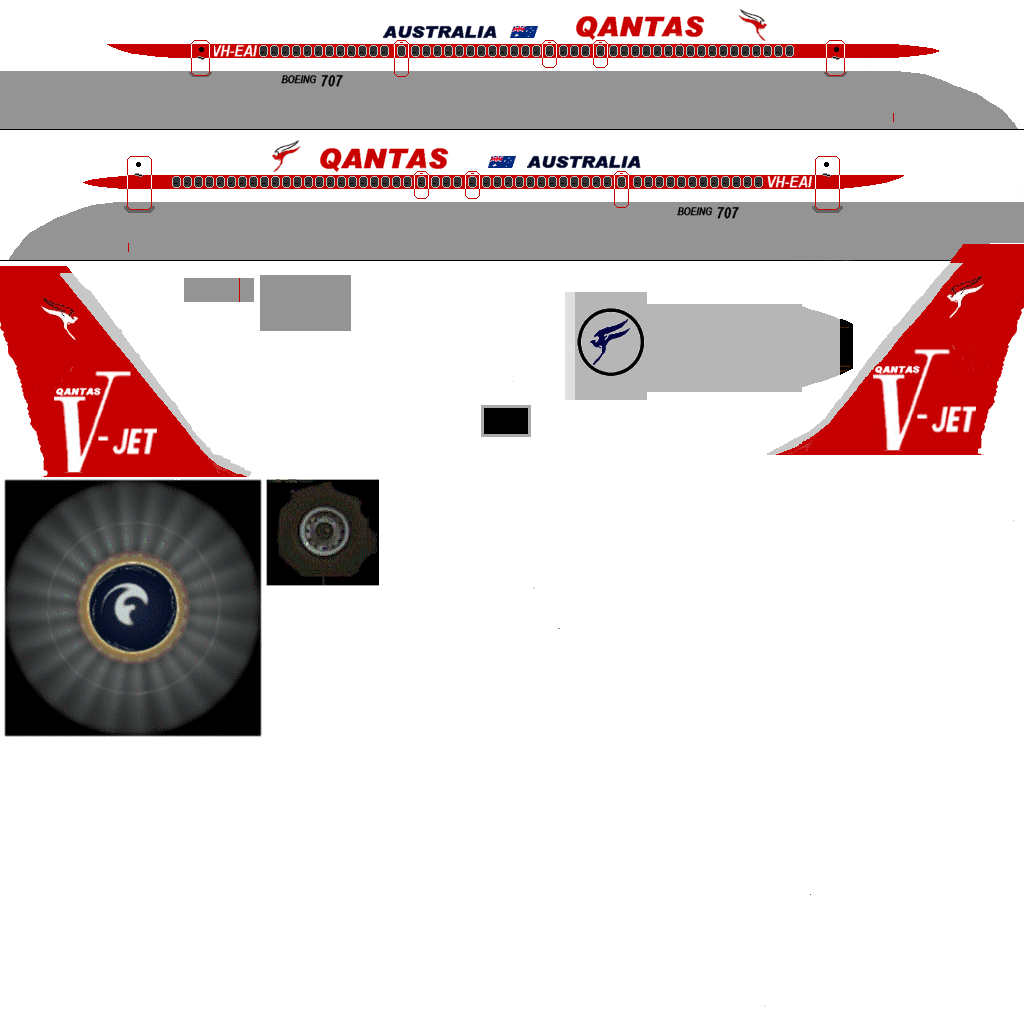 AUSTRALIA QANTAS
VH-EAI
BOEING 707
QANTAS AUSTRALIA
VH-EAI
BOEING 707
QANTAS
V-JET
QANTAS
V-JET